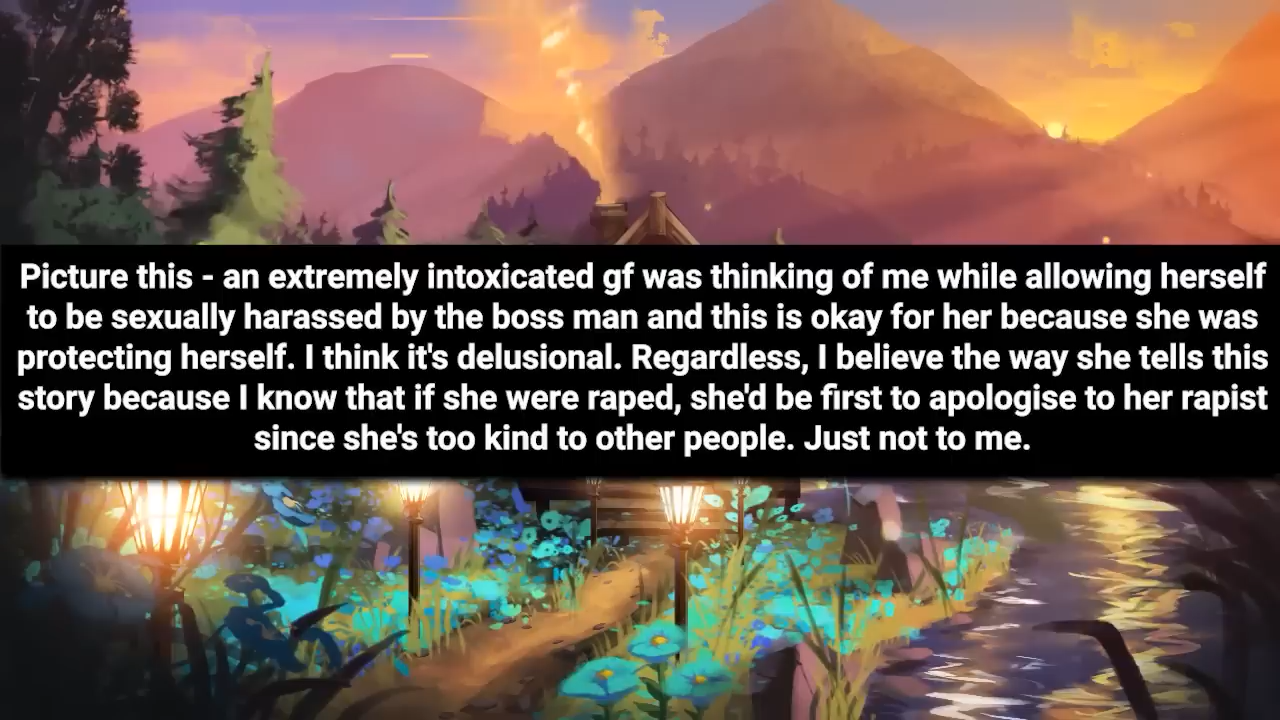 Picture this - an extremely intoxicated gf was thinking of me while allowing herself
to be sexually harassed by the boss man and this is okay for her because she was
protecting herself. I think it's delusional. Regardless, I believe the way she tells this
story because I know that if she were raped, she'd be first to apologise to her rapist
since she's too kind to other people. Just not to me.